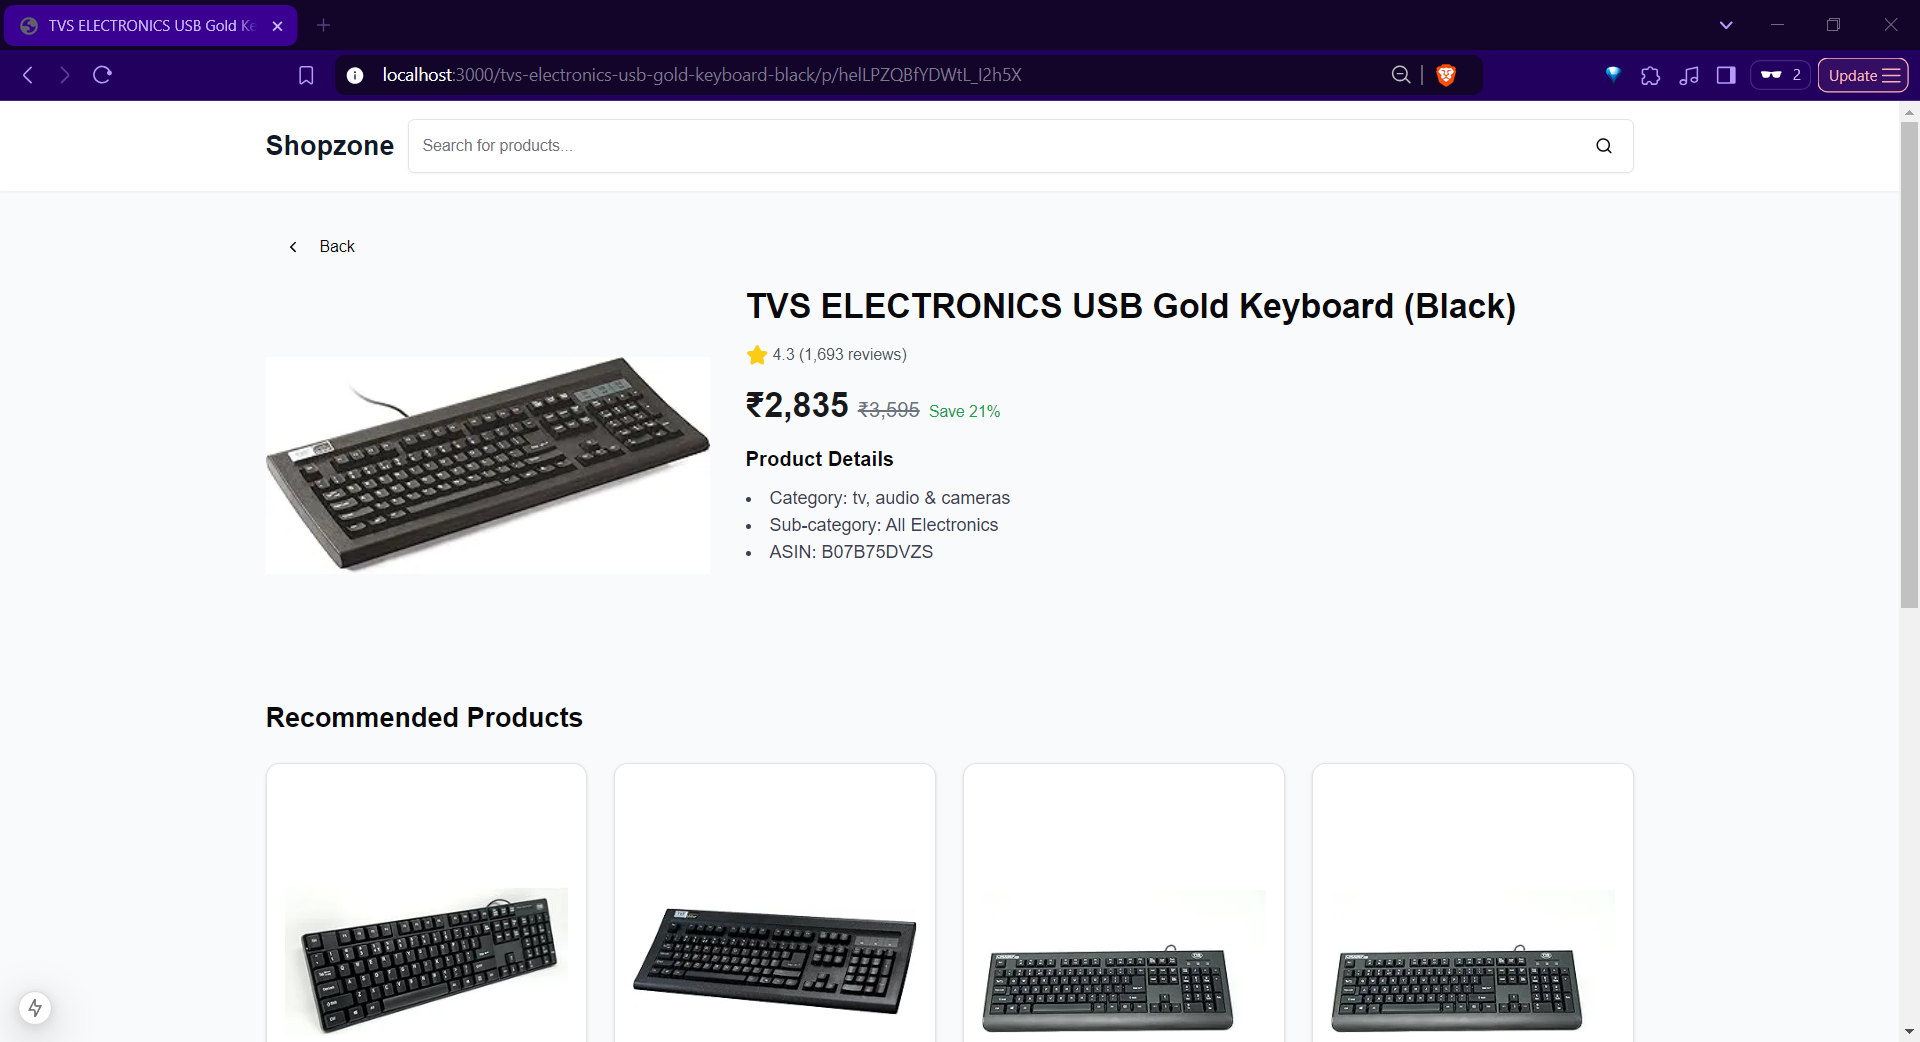 TVS ELECTRONICS USB Gold Ke
localhost:3000/tvs-electronics-usb-gold-keyboard-black/p/helLPZQBfYDWtL_I2h5X
2
Update
Shopzone
Search for products...
Back
TVS ELECTRONICS USB Gold Keyboard (Black)
4.3 (1,693 reviews)
₹2,835 ₹3,595 Save 21%
Product Details
• Category: tv, audio & cameras
• Sub-category: All Electronics
• ASIN: B07B75DVZS
Recommended Products